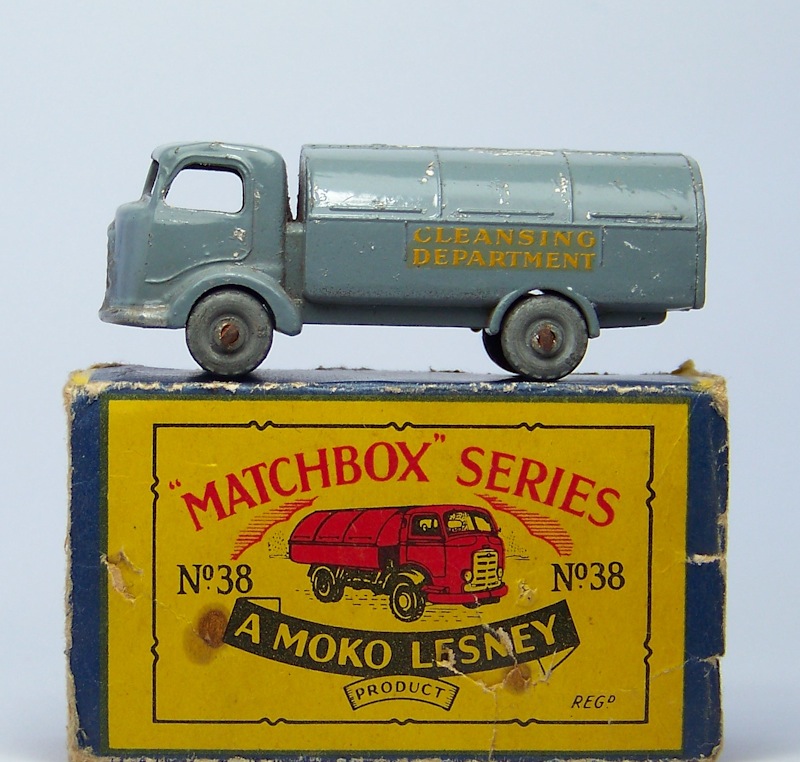 CLEANSING
DEPARTMENT
"MATCHBOX" SERIES
Nº38 Nº38
A MOKO LESNEY
PRODUCT
REGD